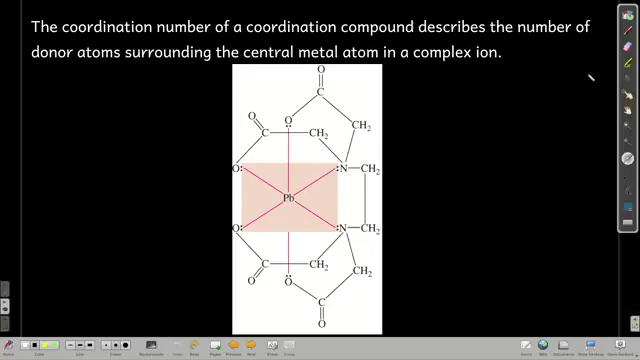 The coordination number of a coordination compound describes the number of
donor atoms surrounding the central metal atom in a complex ion.
O
C
O
O
CH2
C
CH2
O
:N
CH2
Pb
O
:N
CH2
C
CH2
CH2
O
O
C
O